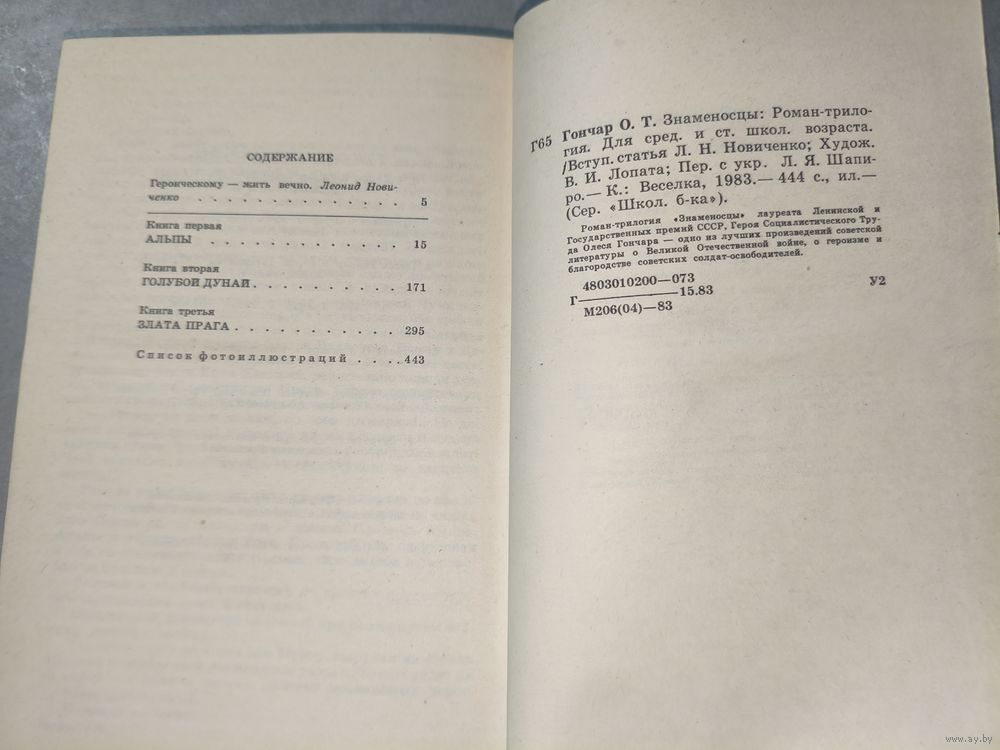 СОДЕРЖАНИЕ
Героическому — жить вечно. Леонид Нови-
ченко . . . . . . . . . . . . . 5
Книга первая
АЛЬПЫ . . . . . . . . . . . . 15
Книга вторая
ГОЛУБОЙ ДУНАЙ . . . . . . . . . . 171
Книга третья
ЗЛАТА ПРАГА . . . . . . . . . . . 295
Список фотоиллюстраций . . . . 443
Гончар О. Т. Знаменосцы: Роман-трило-
Г65 гия. Для сред. и ст. школ. возраста.
/Вступ. статья Л. Н. Новиченко; Худож.
В. И. Лопата; Пер. с укр. Л. Я. Шапи-
ро.— К.: Веселка, 1983.— 444 с., ил.—
(Сер. «Школ. б-ка»).
Роман-трилогия «Знаменосцы» лауреата Ленинской и
Государственных премий СССР, Героя Социалистического Тру-
да Олеся Гончара — одно из лучших произведений советской
литературы о Великой Отечественной войне, о героизме и
благородстве советских солдат-освободителей.
4803010200—073
Г ————— 15.83 У2
М206(04)—83
www.ay.by